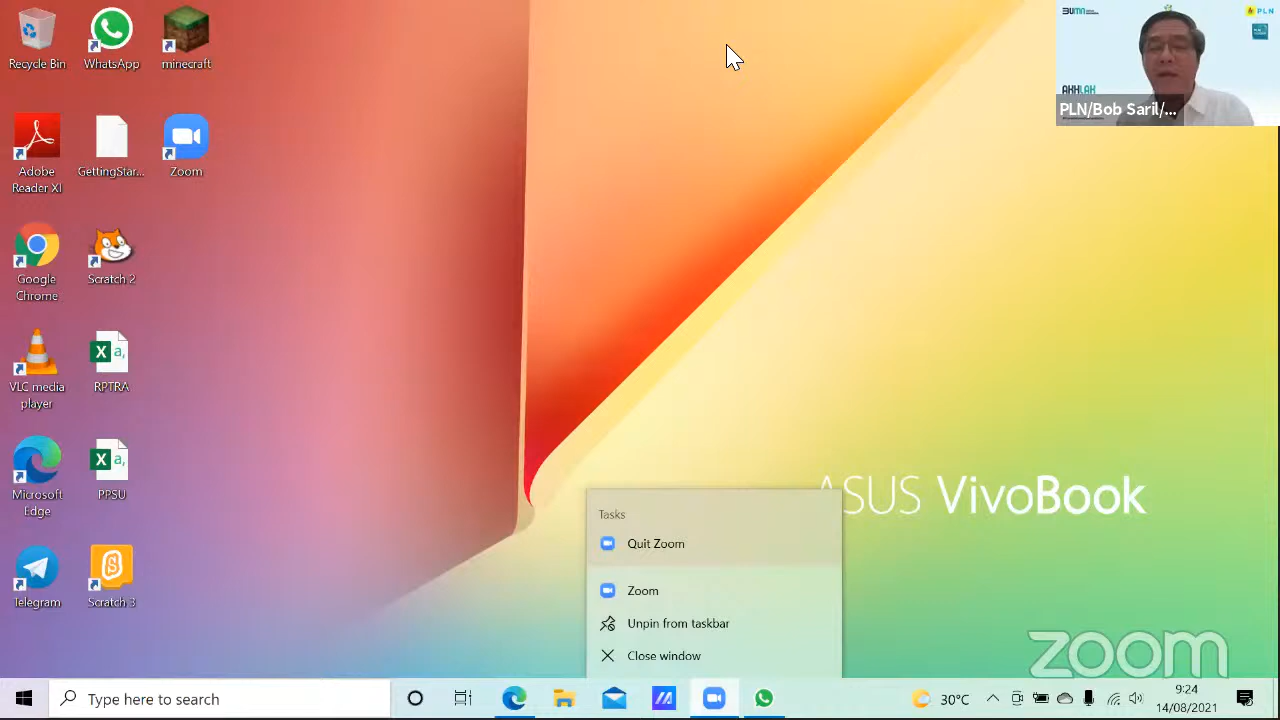 Recycle Bin
WhatsApp
minecraft
BUMN
PLN
AKHLAK
PLN/Bob Saril/...
Adobe
Reader XI
GettingStar...
Zoom
Google
Chrome
Scratch 2
VLC media
player
RPTRA
Microsoft
Edge
PPSU
Telegram
Scratch 3
ASUS VivoBook
Tasks
Quit Zoom
Zoom
Unpin from taskbar
Close window
zoom
Type here to search
30°C
9:24
14/08/2021